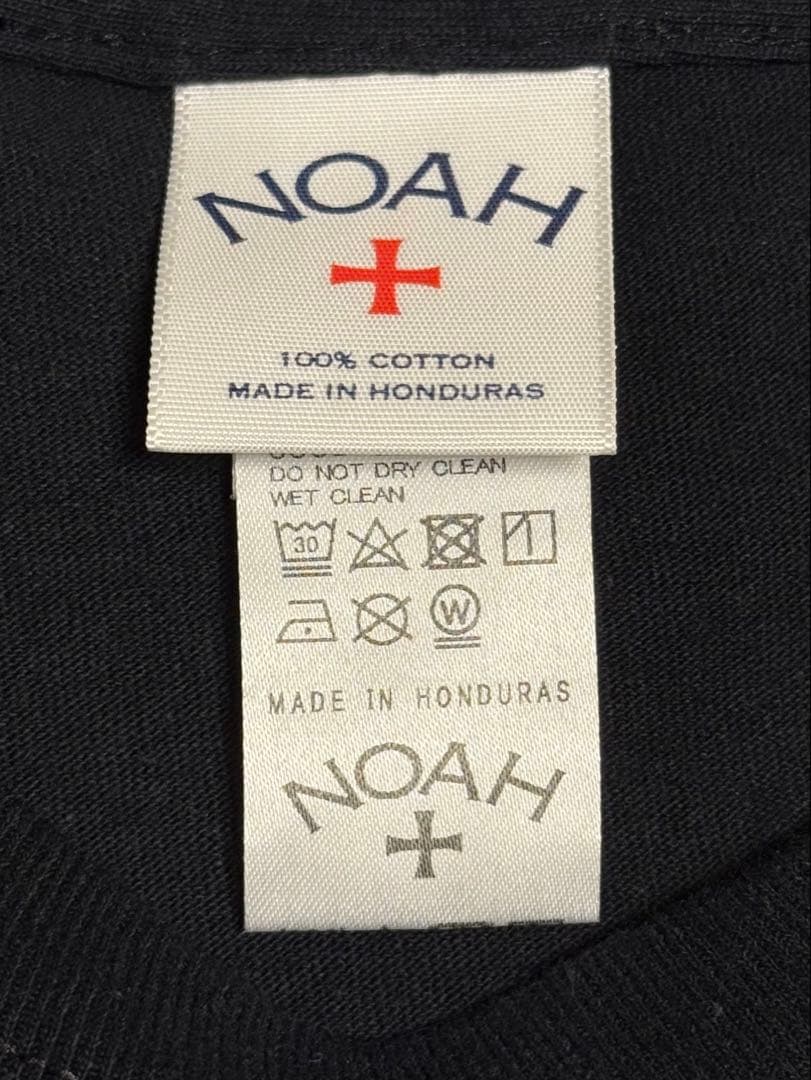 NOAH
100% COTTON
MADE IN HONDURAS
DO NOT DRY CLEAN
WET CLEAN
30
W
MADE IN HONDURAS
NOAH